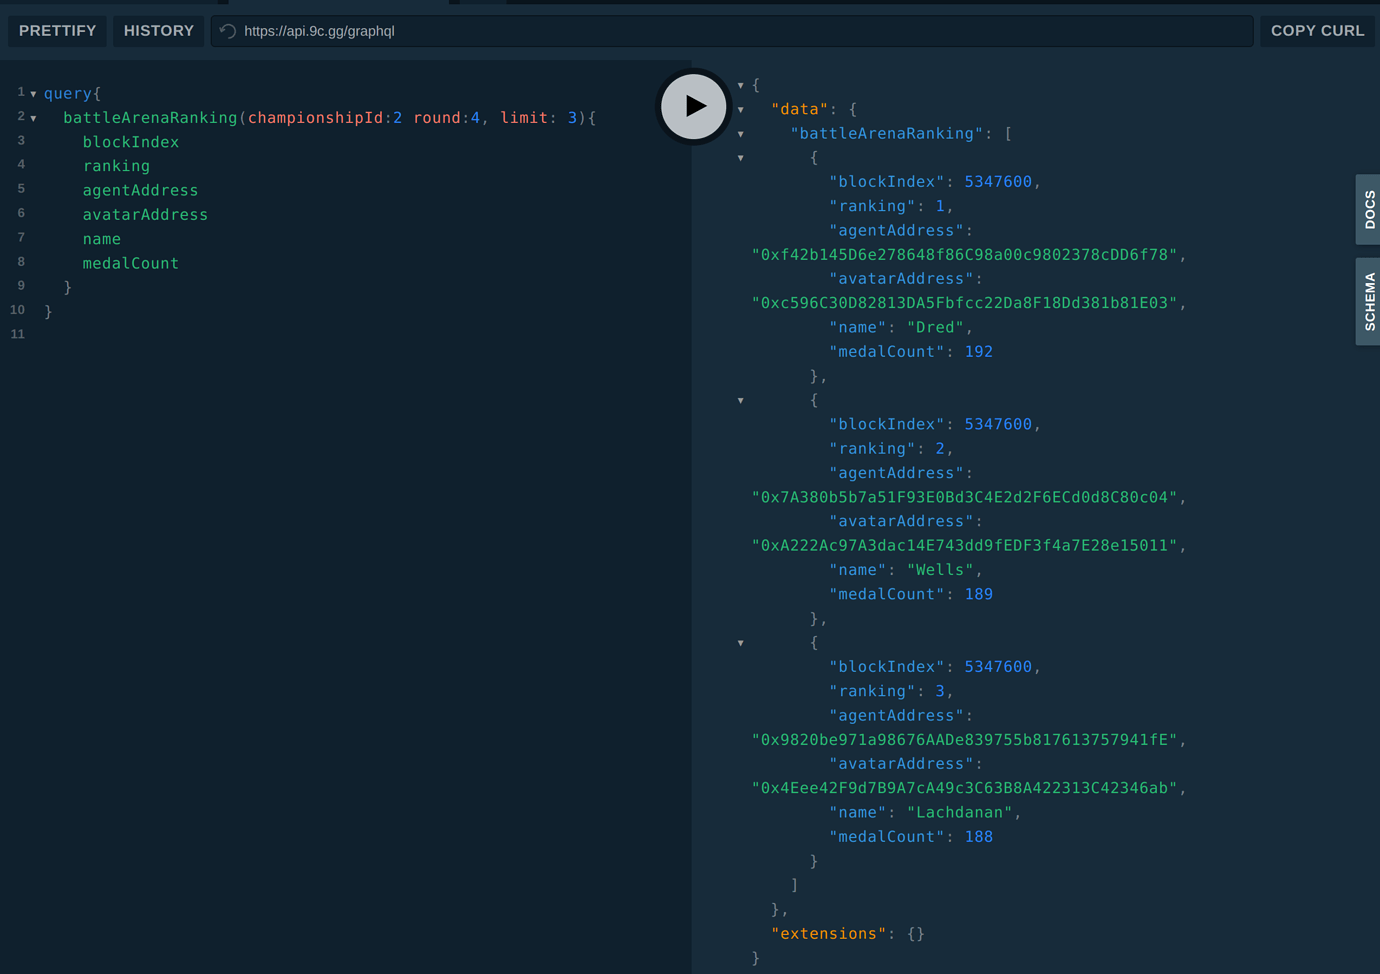 PRETTIFY HISTORY https://api.9c.gg/graphql COPY CURL
1 query{
2 battleArenaRanking(championshipId:2 round:4, limit: 3){
3 blockIndex
4 ranking
5 agentAddress
6 avatarAddress
7 name
8 medalCount
9 }
10 }
11
{
"data": {
"battleArenaRanking": [
{
"blockIndex": 5347600,
"ranking": 1,
"agentAddress":
"0xf42b145D6e278648f86C98a00c9802378cDD6f78",
"avatarAddress":
"0xc596C30D82813DA5Fbfcc22Da8F18Dd381b81E03",
"name": "Dred",
"medalCount": 192
},
{
"blockIndex": 5347600,
"ranking": 2,
"agentAddress":
"0x7A380b5b7a51F93E0Bd3C4E2d2F6ECd0d8C80c04",
"avatarAddress":
"0xA222Ac97A3dac14E743dd9fEDF3f4a7E28e15011",
"name": "Wells",
"medalCount": 189
},
{
"blockIndex": 5347600,
"ranking": 3,
"agentAddress":
"0x9820be971a98676AADe839755b817613757941fE",
"avatarAddress":
"0x4Eee42F9d7B9A7cA49c3C63B8A422313C42346ab",
"name": "Lachdanan",
"medalCount": 188
}
]
},
"extensions": {}
}
DOCS
SCHEMA